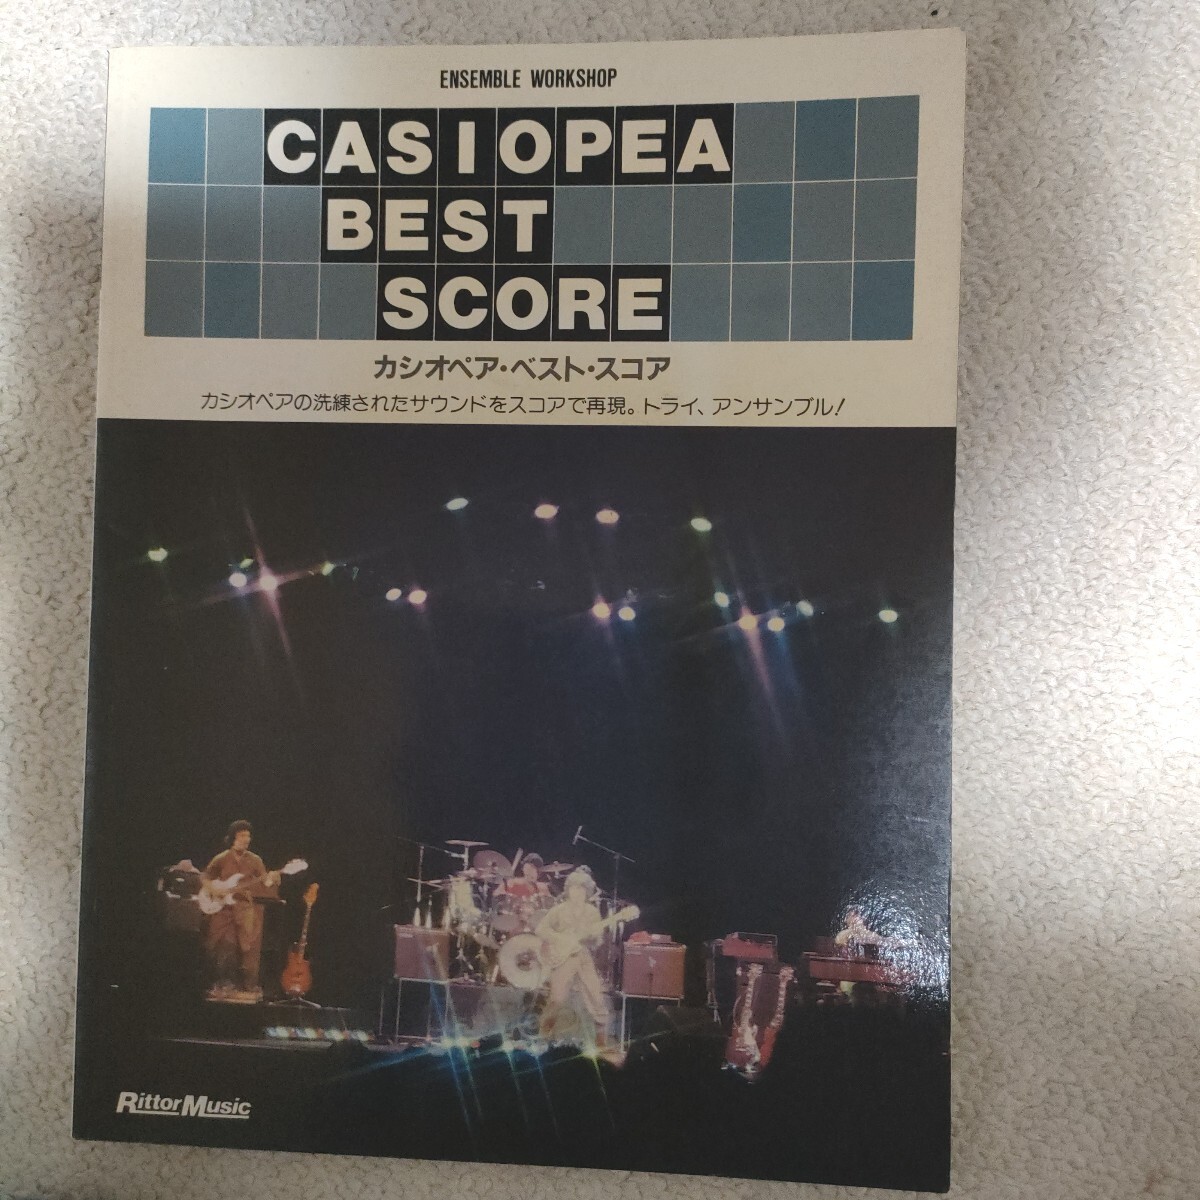 ENSEMBLE WORKSHOP
CASIOPEA
BEST
SCORE
カシオペア・ベスト・スコア
カシオペアの洗練されたサウンドをスコアで再現。トライ、アンサンブル!
RittorMusic